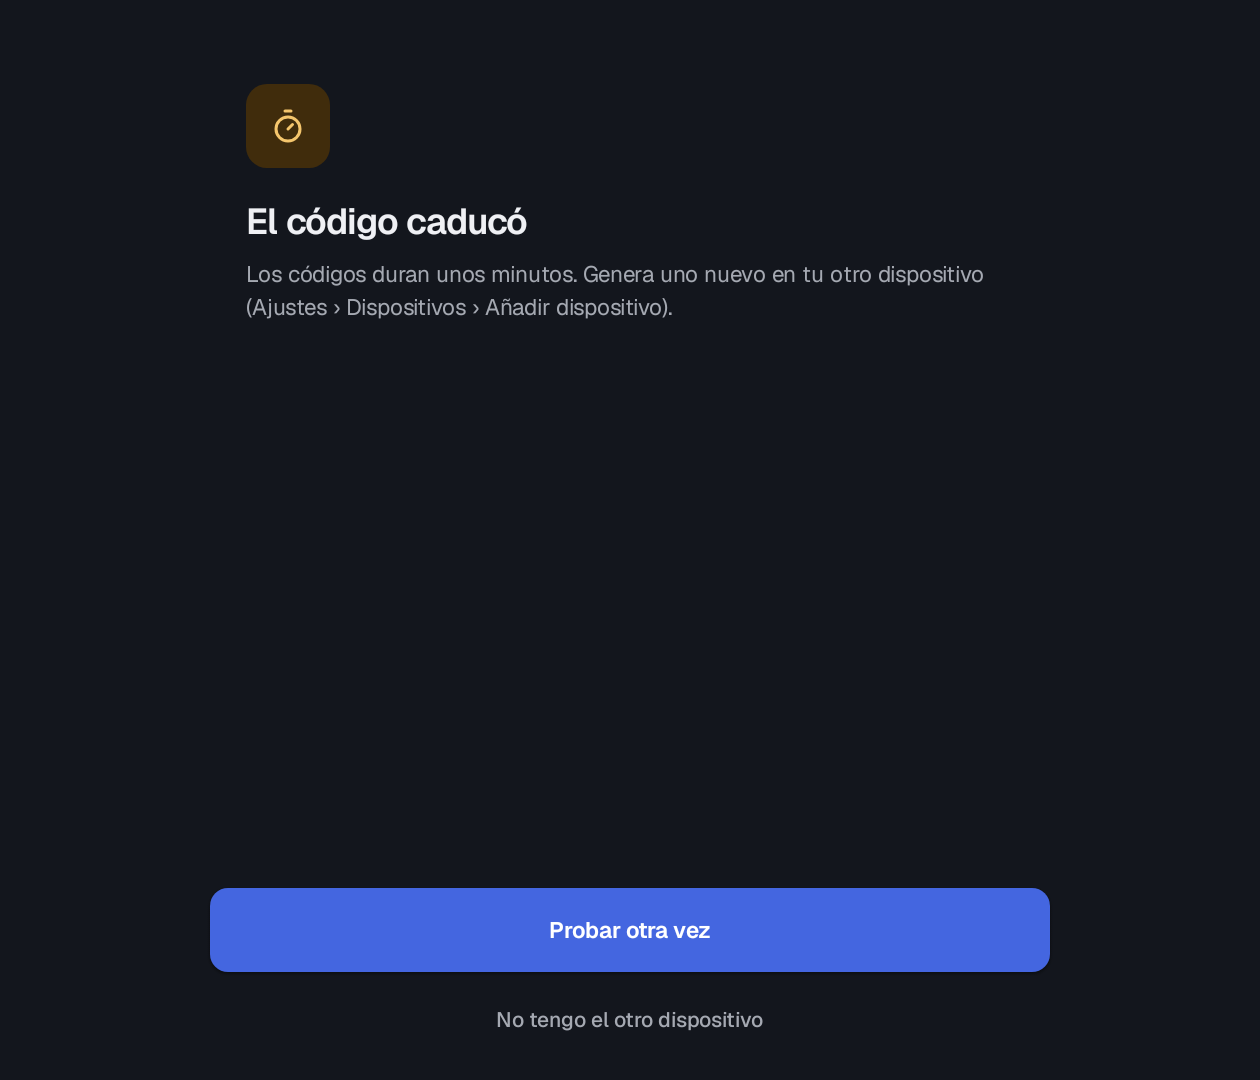 El código caducó
Los códigos duran unos minutos. Genera uno nuevo en tu otro dispositivo
(Ajustes › Dispositivos › Añadir dispositivo).
Probar otra vez
No tengo el otro dispositivo